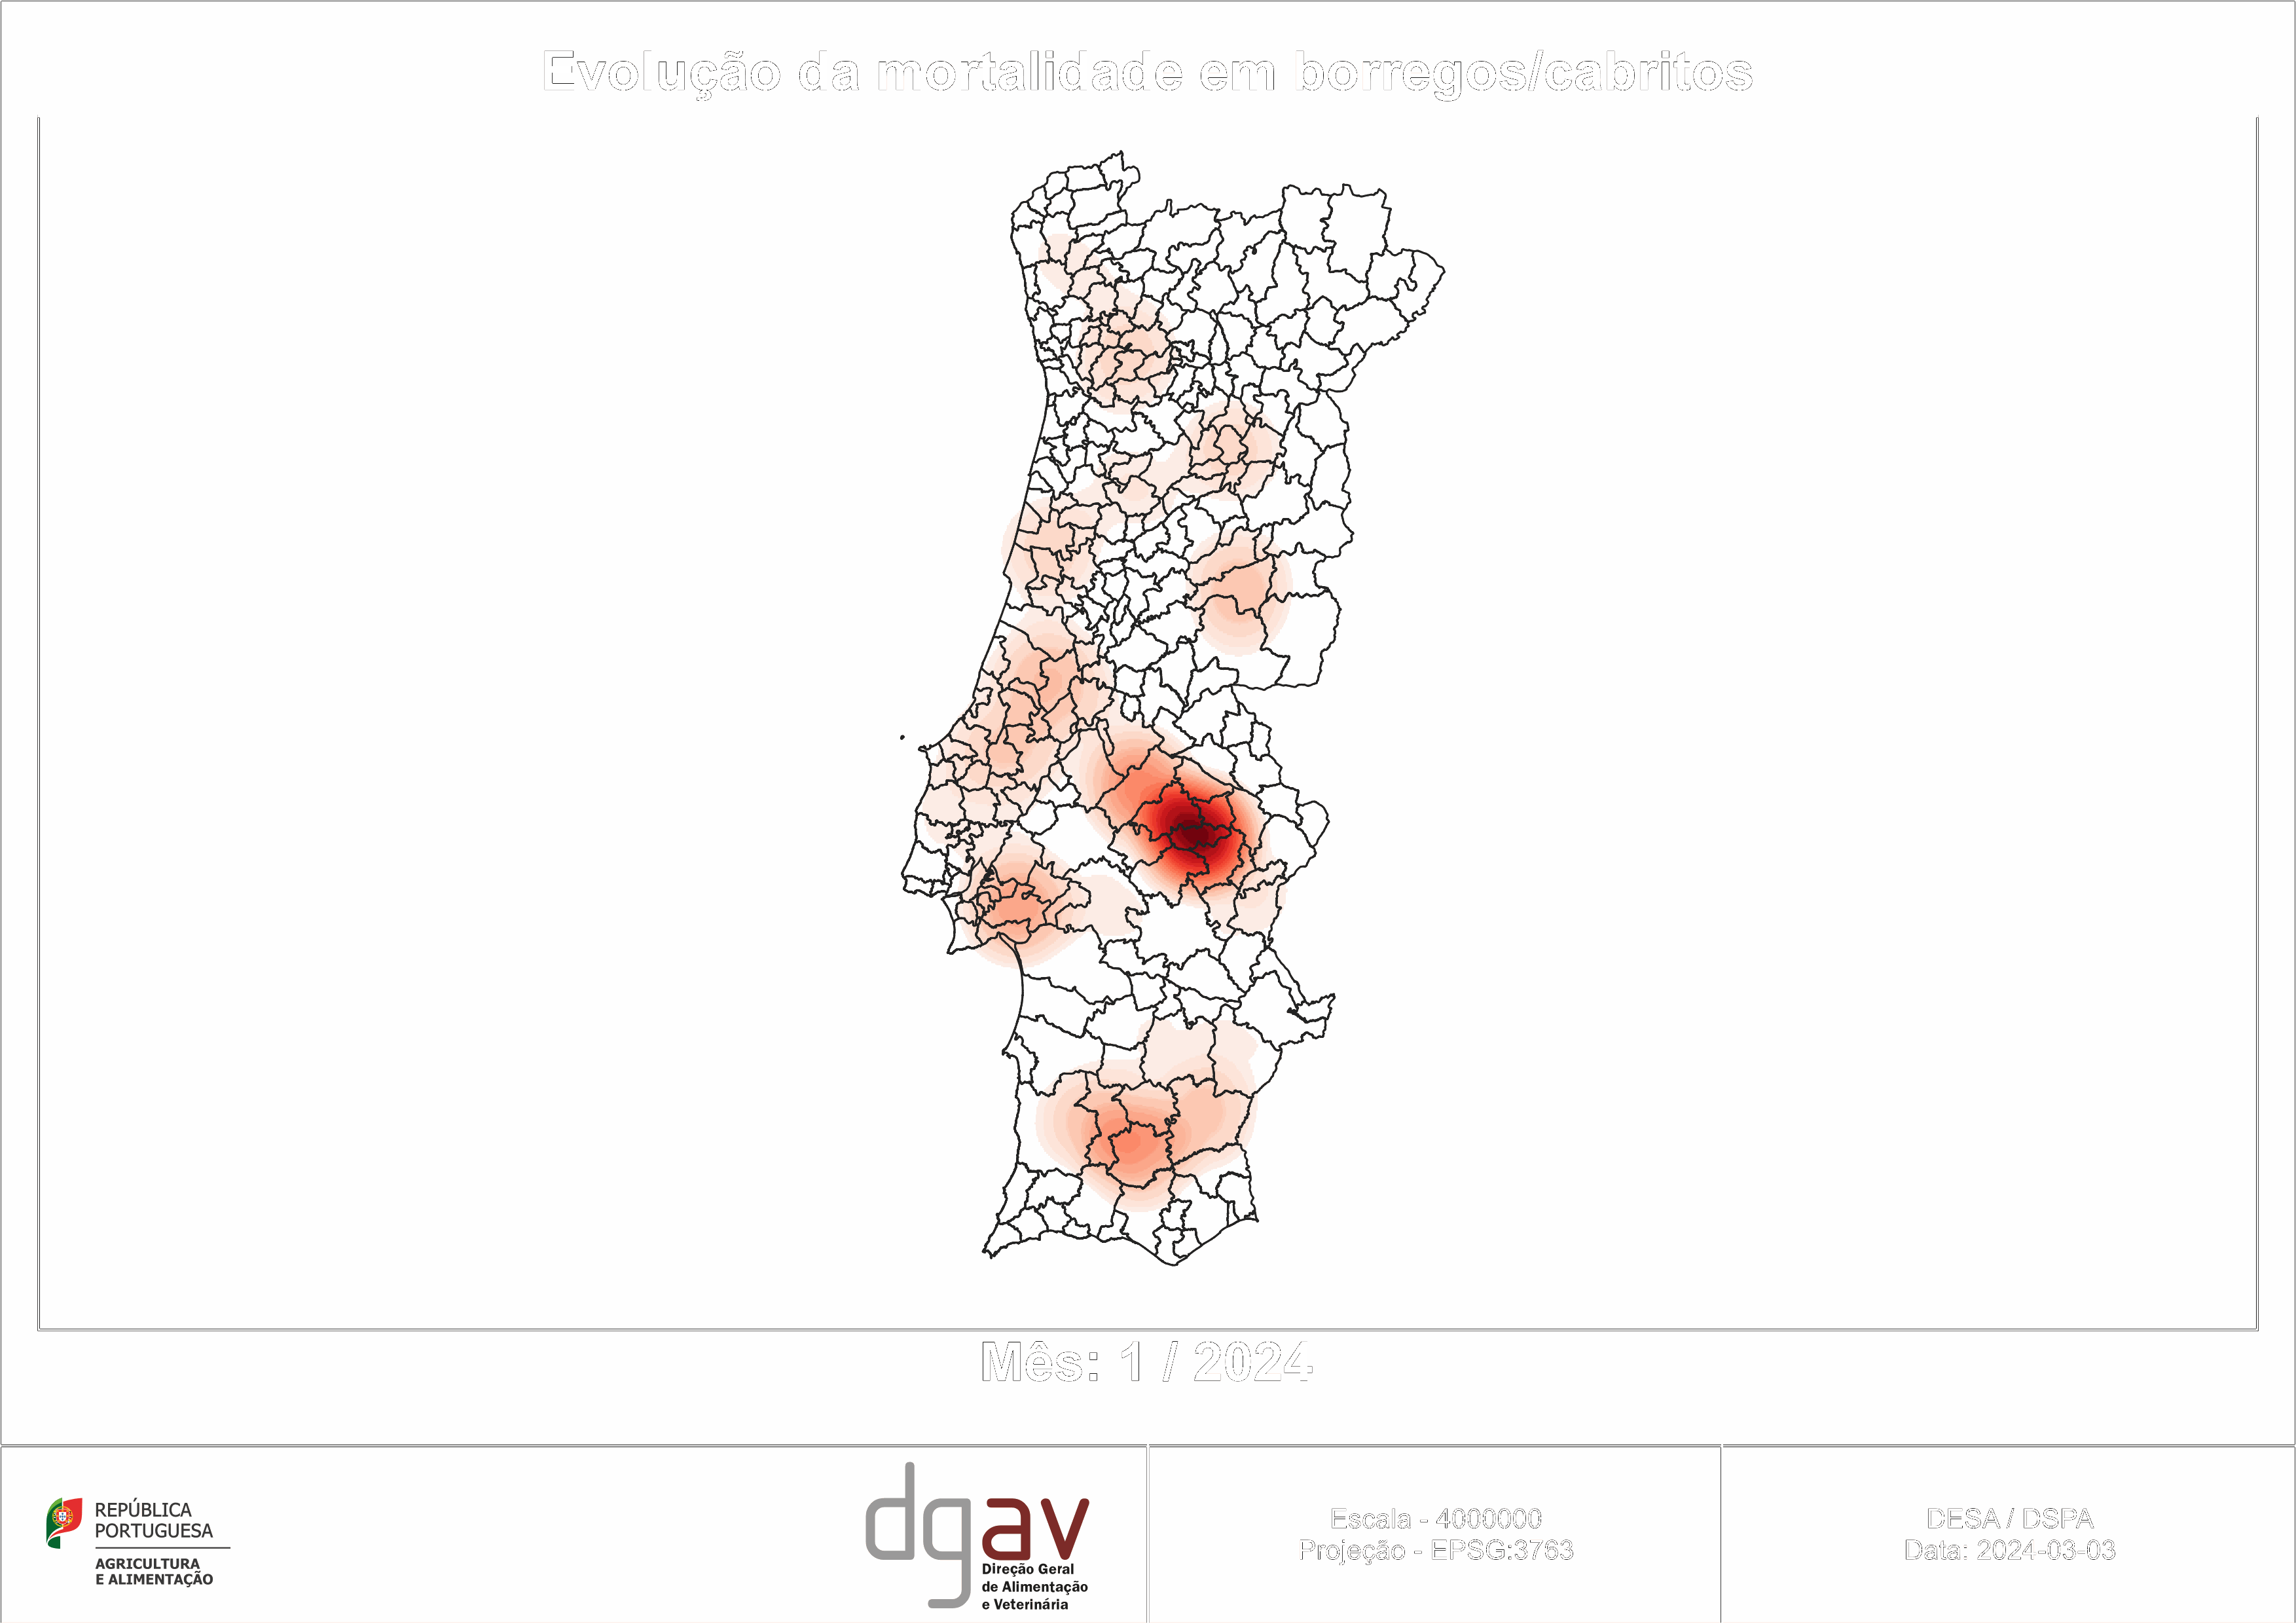 Evolução da mortalidade em borregos/cabritos
Mês: 1 / 2024
REPÚBLICA
PORTUGUESA
AGRICULTURA
E ALIMENTAÇÃO
dgav
Direção Geral
de Alimentação
e Veterinária
Escala - 4000000
Projeção - EPSG:3763
DESA / DSPA
Data: 2024-03-03